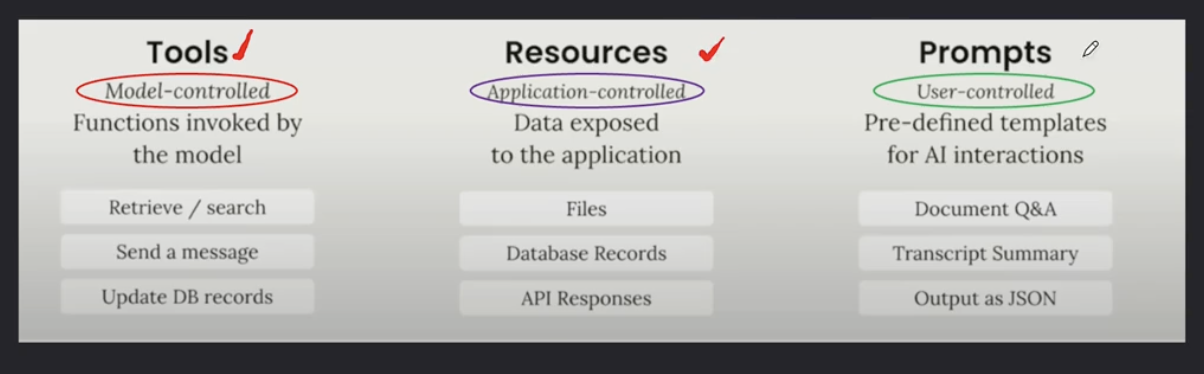 Tools
Model-controlled
Functions invoked by
the model
Retrieve / search
Send a message
Update DB records
Resources
Application-controlled
Data exposed
to the application
Files
Database Records
API Responses
Prompts
User-controlled
Pre-defined templates
for AI interactions
Document Q&A
Transcript Summary
Output as JSON